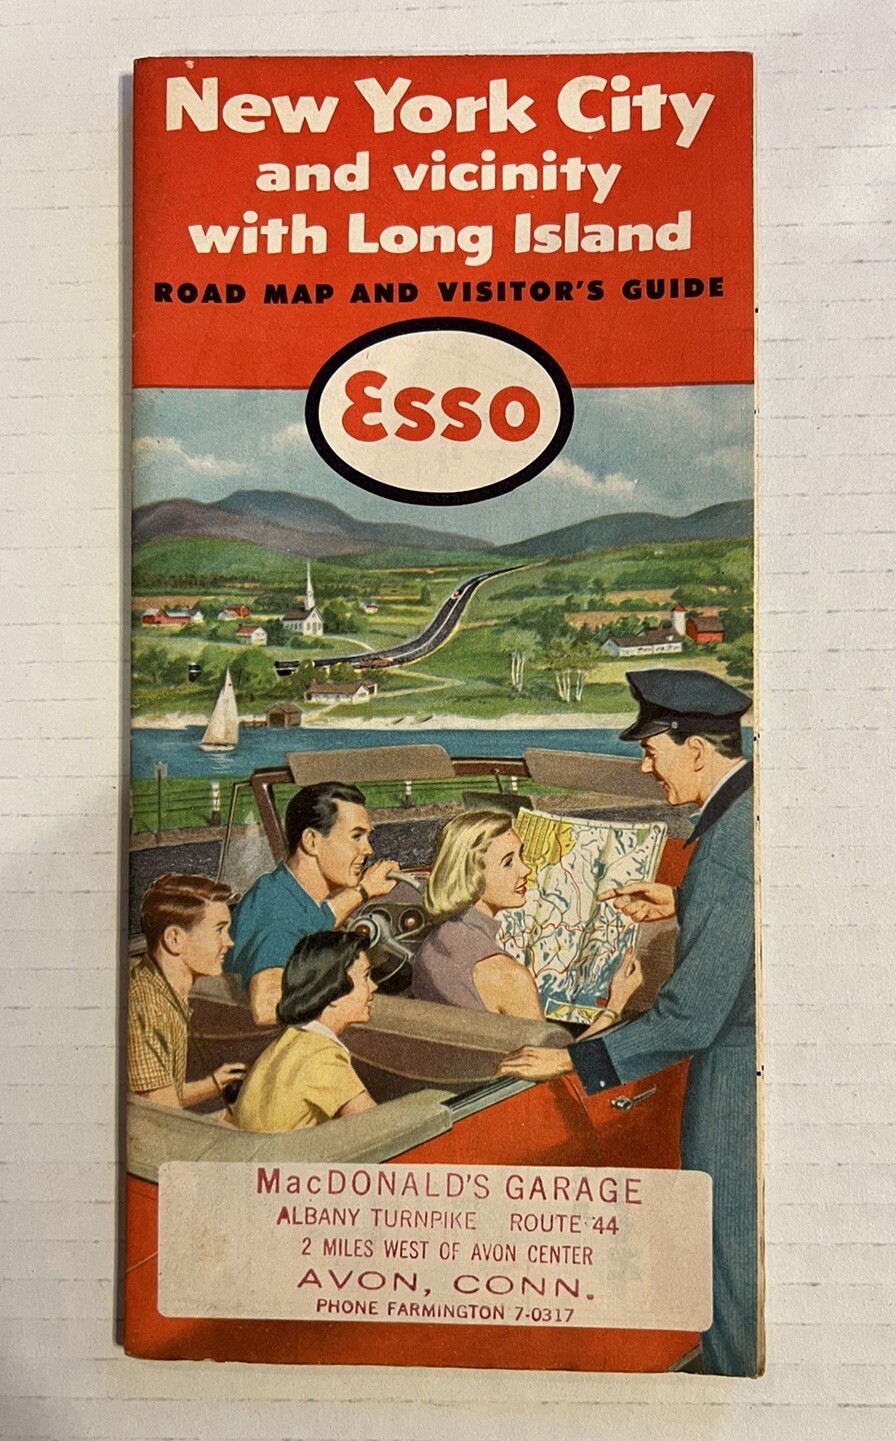 New York City
and vicinity
with Long Island
ROAD MAP AND VISITOR'S GUIDE
Esso
MacDONALD'S GARAGE
ALBANY TURNPIKE ROUTE 44
2 MILES WEST OF AVON CENTER
AVON, CONN.
PHONE FARMINGTON 7-0317